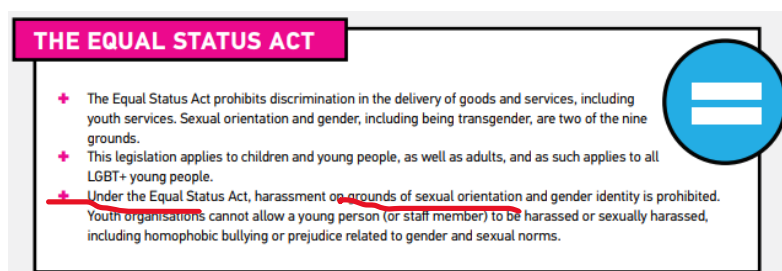 THE EQUAL STATUS ACT
+ The Equal Status Act prohibits discrimination in the delivery of goods and services, including
youth services. Sexual orientation and gender, including being transgender, are two of the nine
grounds.
+ This legislation applies to children and young people, as well as adults, and as such applies to all
LGBT+ young people.
+ Under the Equal Status Act, harassment on grounds of sexual orientation and gender identity is prohibited.
Youth organisations cannot allow a young person (or staff member) to be harassed or sexually harassed,
including homophobic bullying or prejudice related to gender and sexual norms.